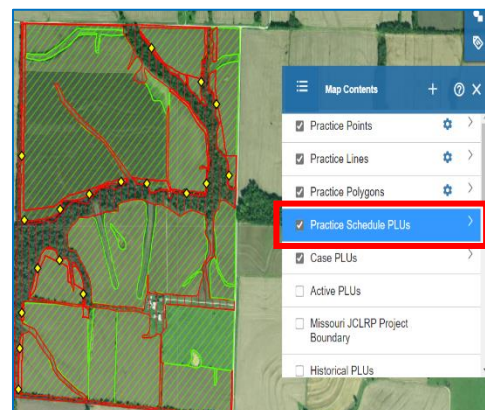 Map Contents
Practice Points
Practice Lines
Practice Polygons
Practice Schedule PLUs
Case PLUs
Active PLUs
Missouri JCLRP Project
Boundary
Historical PLUs